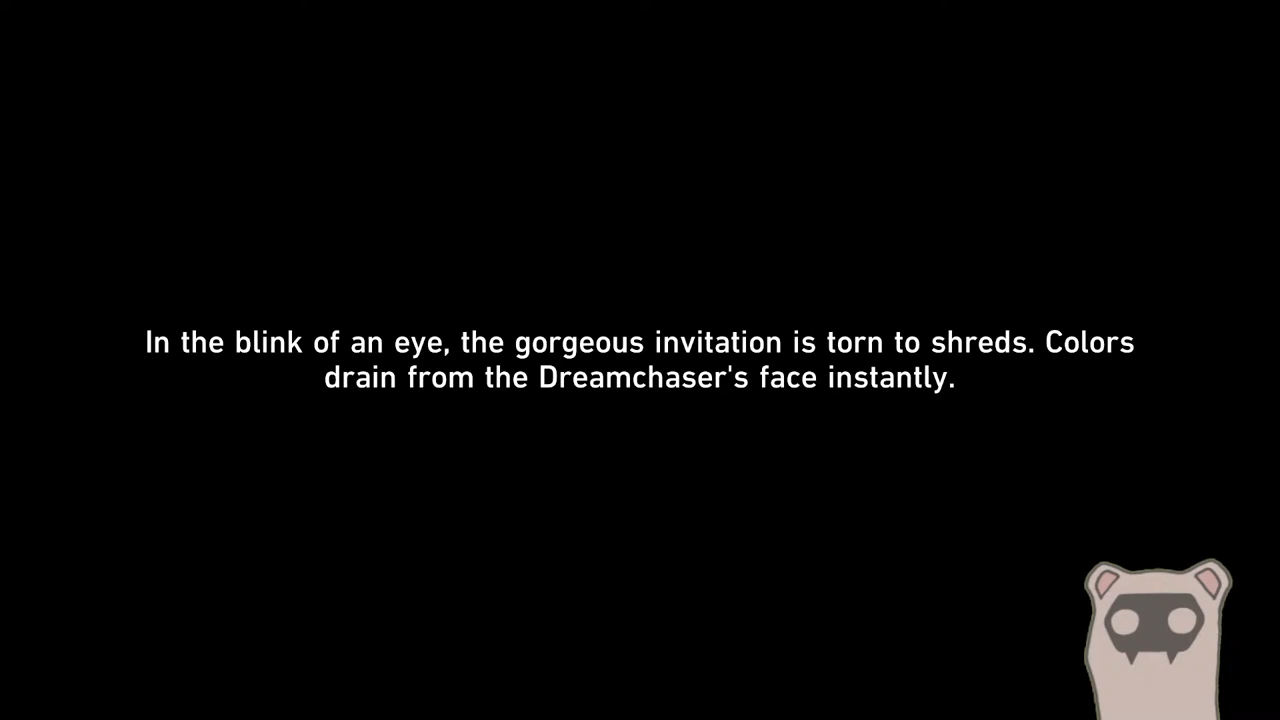 In the blink of an eye, the gorgeous invitation is torn to shreds. Colors
drain from the Dreamchaser's face instantly.